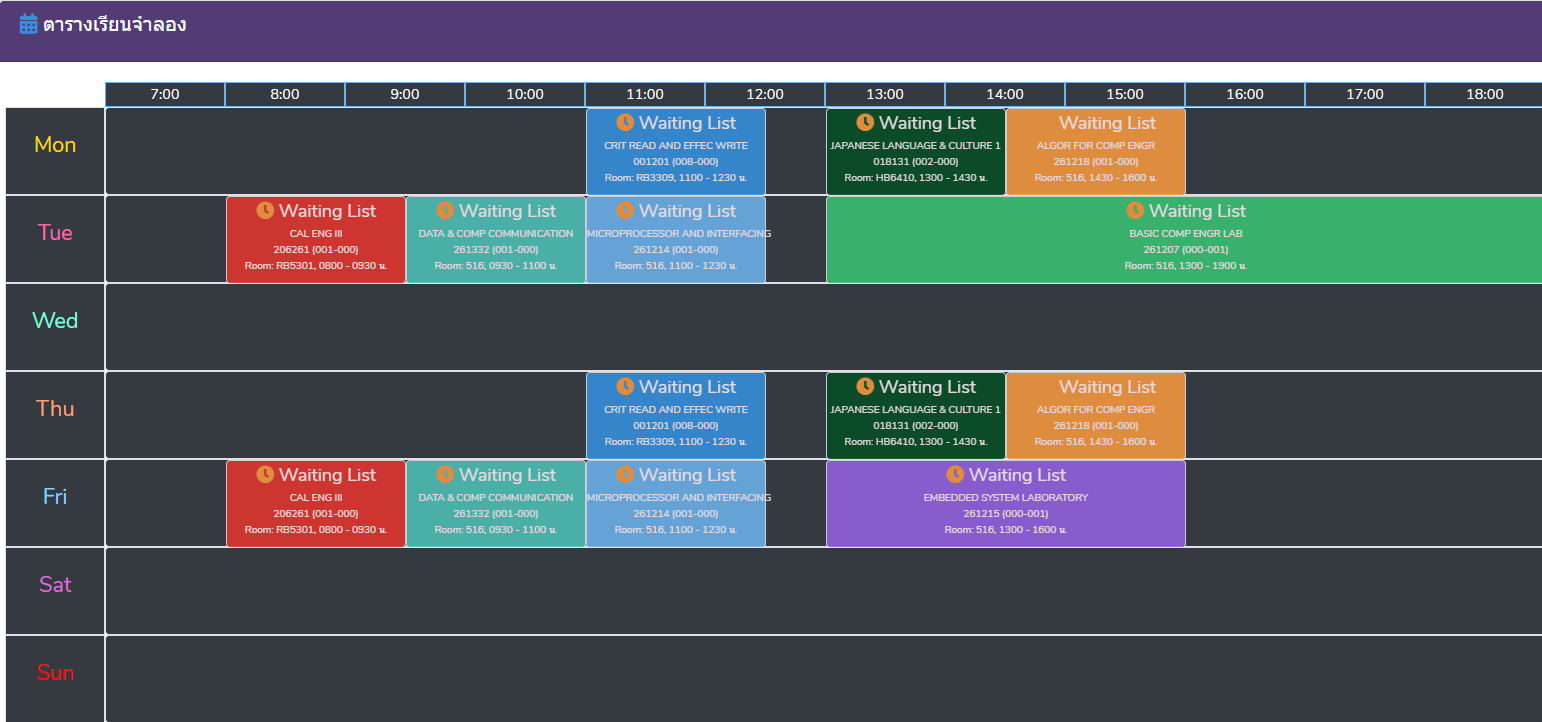 ตารางเรียนจำลอง
7:00 8:00 9:00 10:00 11:00 12:00 13:00 14:00 15:00 16:00 17:00 18:00
Mon
Waiting List
CRIT READ AND EFFEC WRITE
001201 (008-000)
Room: RB3309, 1100 - 1230 น.
Waiting List
JAPANESE LANGUAGE & CULTURE 1
018131 (002-000)
Room: HB6410, 1300 - 1430 น.
Waiting List
ALGOR FOR COMP ENGR
261218 (001-000)
Room: 516, 1430 - 1600 น.
Tue
Waiting List
CAL ENG III
206261 (001-000)
Room: RB5301, 0800 - 0930 น.
Waiting List
DATA & COMP COMMUNICATION
261332 (001-000)
Room: 516, 0930 - 1100 น.
Waiting List
MICROPROCESSOR AND INTERFACING
261214 (001-000)
Room: 516, 1100 - 1230 น.
Waiting List
BASIC COMP ENGR LAB
261207 (000-001)
Room: 516, 1300 - 1900 น.
Wed
Thu
Waiting List
CRIT READ AND EFFEC WRITE
001201 (008-000)
Room: RB3309, 1100 - 1230 น.
Waiting List
JAPANESE LANGUAGE & CULTURE 1
018131 (002-000)
Room: HB6410, 1300 - 1430 น.
Waiting List
ALGOR FOR COMP ENGR
261218 (001-000)
Room: 516, 1430 - 1600 น.
Fri
Waiting List
CAL ENG III
206261 (001-000)
Room: RB5301, 0800 - 0930 น.
Waiting List
DATA & COMP COMMUNICATION
261332 (001-000)
Room: 516, 0930 - 1100 น.
Waiting List
MICROPROCESSOR AND INTERFACING
261214 (001-000)
Room: 516, 1100 - 1230 น.
Waiting List
EMBEDDED SYSTEM LABORATORY
261215 (000-001)
Room: 516, 1300 - 1600 น.
Sat
Sun